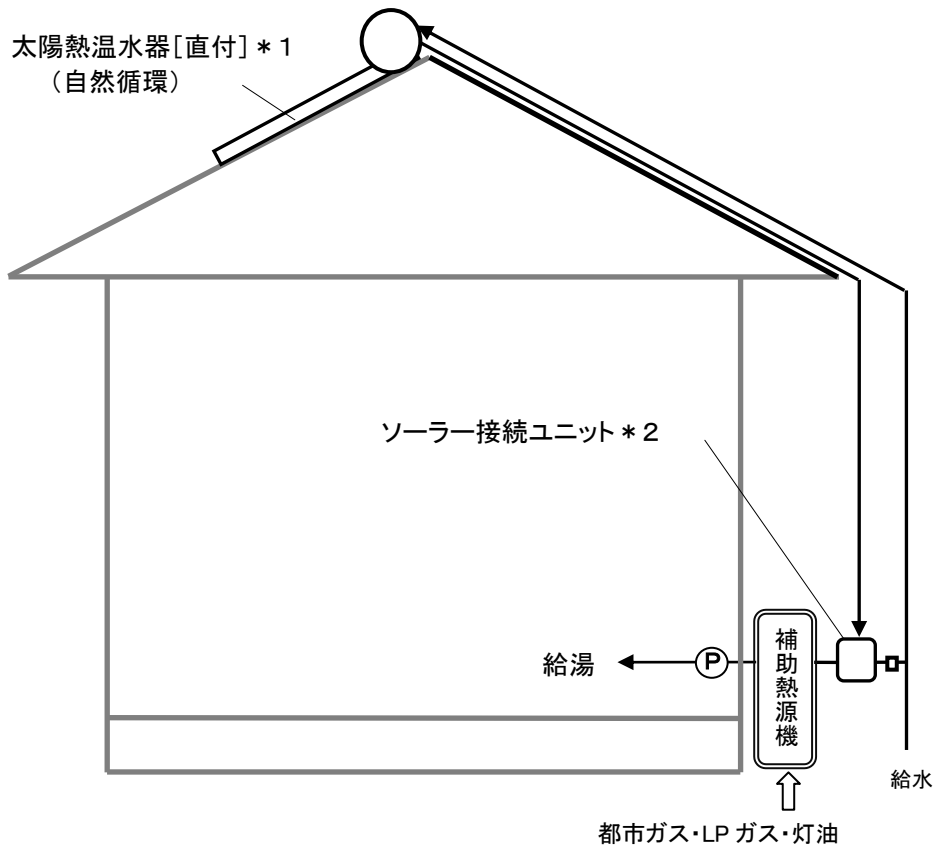 太陽熱温水器［直付］＊１
（自然循環）
ソーラー接続ユニット＊２
給湯
P
補助熱源機
給水
都市ガス・LPガス・灯油